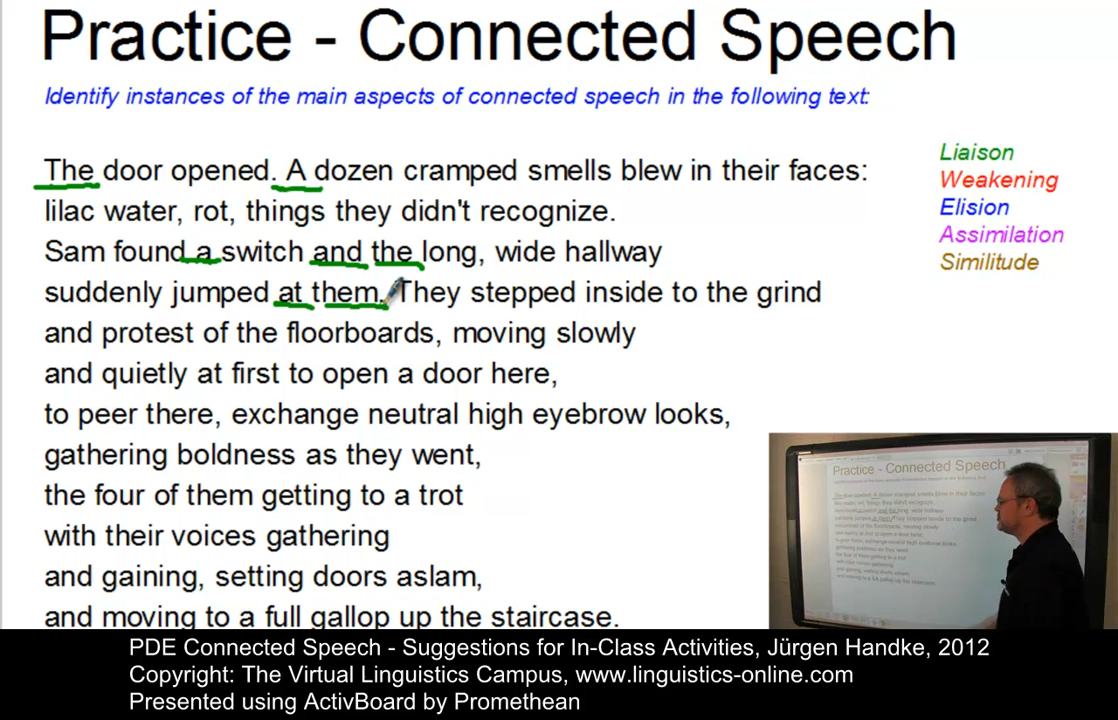 Practice - Connected Speech
Identify instances of the main aspects of connected speech in the following text:
The door opened. A dozen cramped smells blew in their faces:
lilac water, rot, things they didn't recognize.
Sam found a switch and the long, wide hallway
suddenly jumped at them. They stepped inside to the grind
and protest of the floorboards, moving slowly
and quietly at first to open a door here,
to peer there, exchange neutral high eyebrow looks,
gathering boldness as they went,
the four of them getting to a trot
with their voices gathering
and gaining, setting doors aslam,
and moving to a full gallop up the staircase.
Liaison
Weakening
Elision
Assimilation
Similitude
Practice - Connected Speech
PDE Connected Speech - Suggestions for In-Class Activities, Jürgen Handke, 2012
Copyright: The Virtual Linguistics Campus, www.linguistics-online.com
Presented using ActivBoard by Promethean